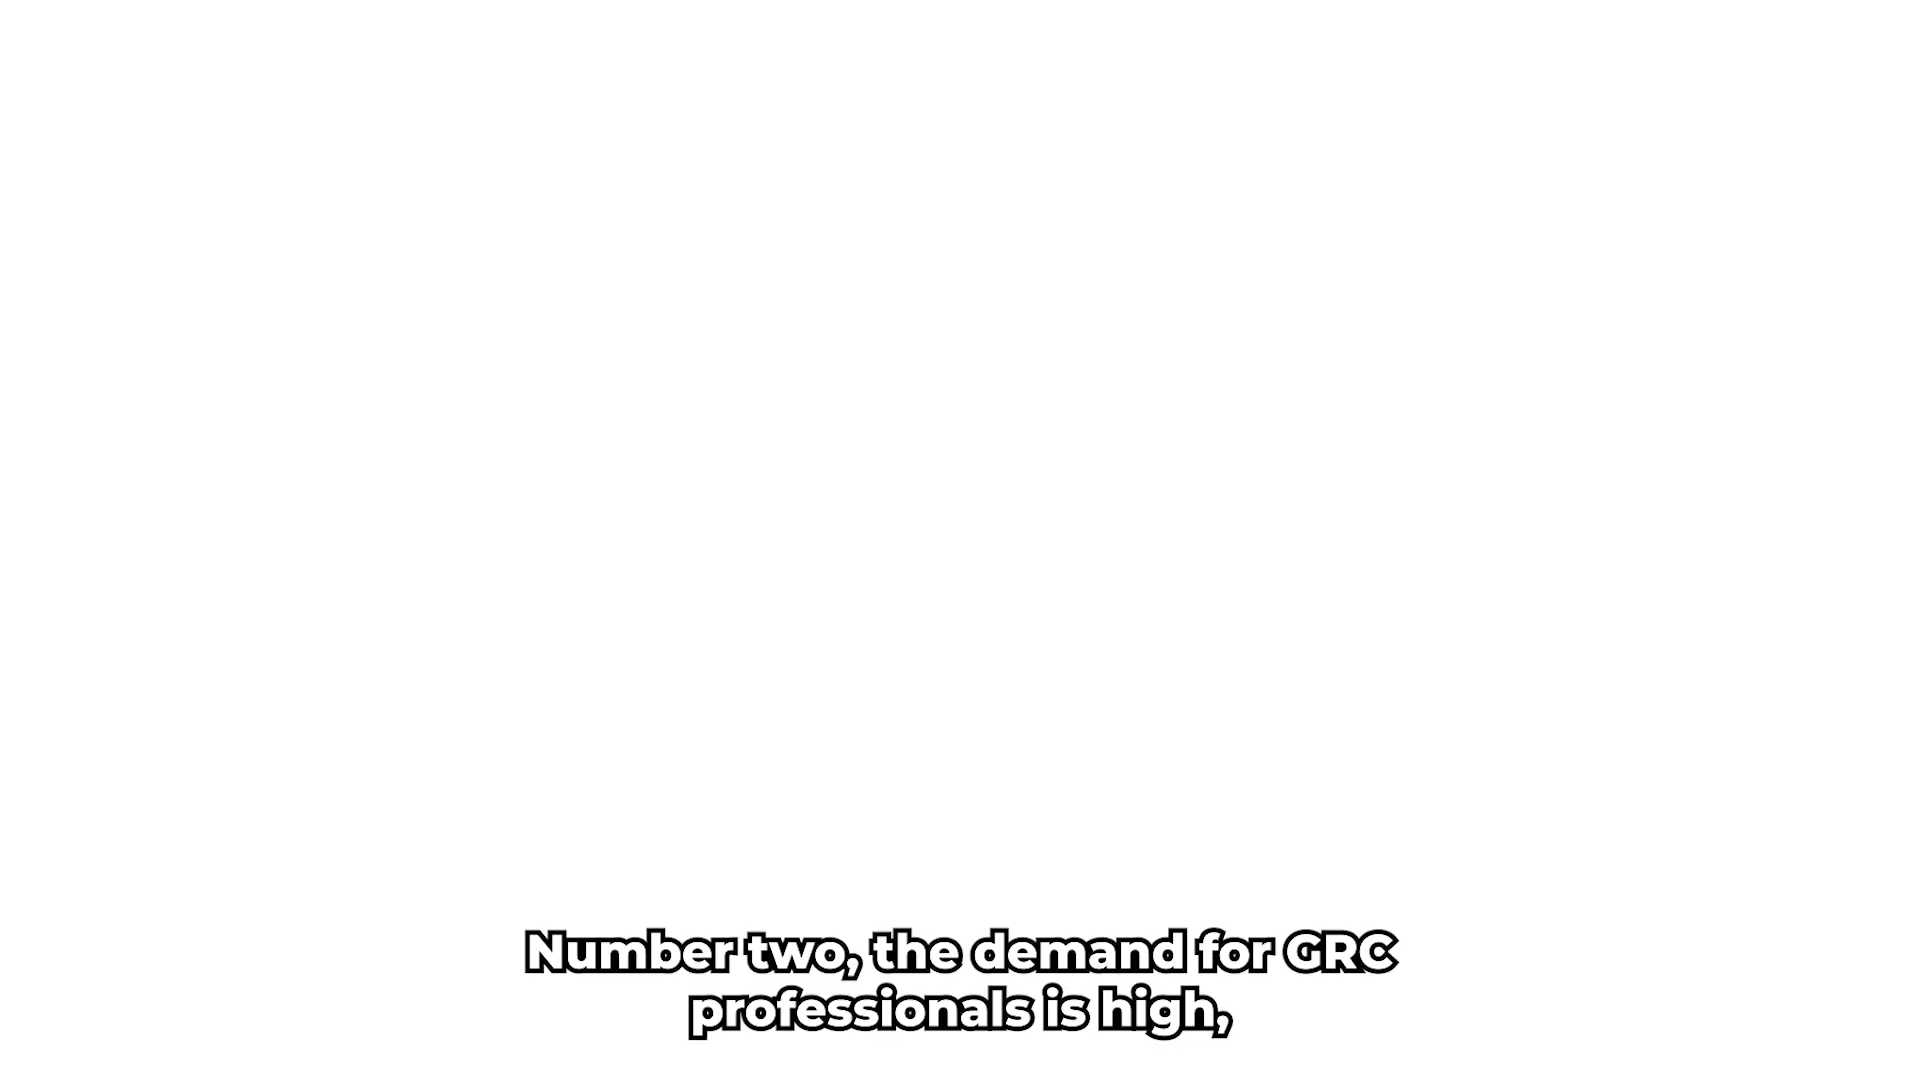 Number two, the demand for GRC
professionals is high,